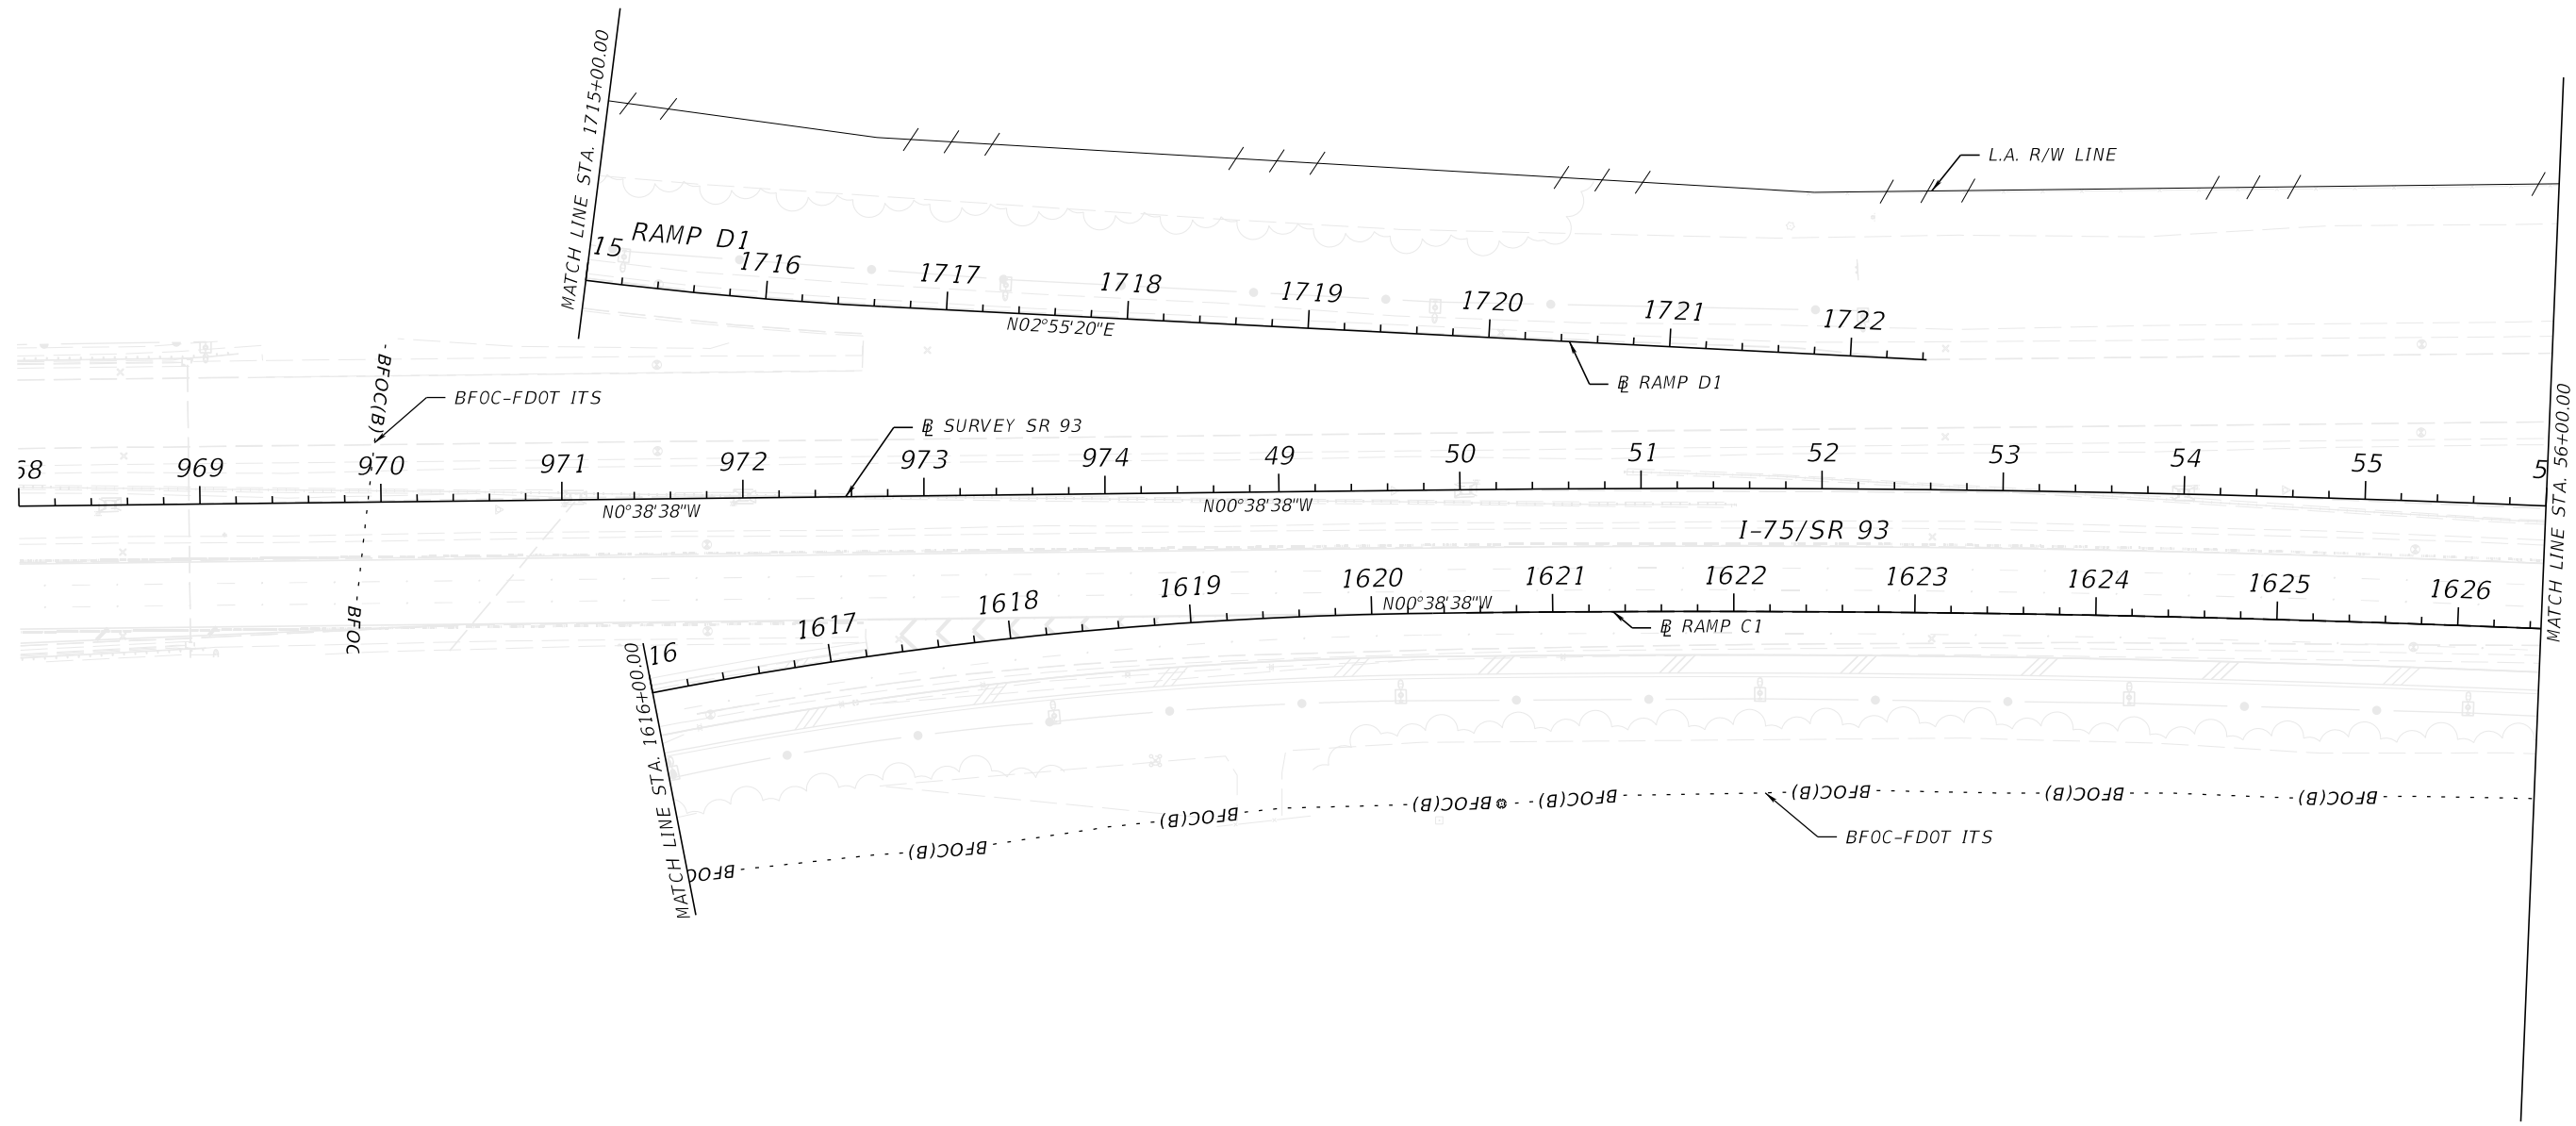 MATCH LINE STA. 1715+00.00
L.A. R/W LINE
RAMP D1
15
1716
1717
1718
1719
1720
1721
1722
N02°55'20"E
BL RAMP D1
BFOC(B)
BFOC-FDOT ITS
BL SURVEY SR 93
68 969 970 971 972 973 974 49 50 51 52 53 54 55 5
N0°38'38"W
N00°38'38"W
I-75/SR 93
MATCH LINE STA. 56+00.00
BFOC
16 1617 1618 1619 1620 1621 1622 1623 1624 1625 1626
N00°38'38"W
BL RAMP C1
MATCH LINE STA. 1616+00.00
BFOC BFOC(B) BFOC(B) BFOC(B) BFOC(B) BFOC(B) BFOC(B) BFOC(B)
BFOC-FDOT ITS